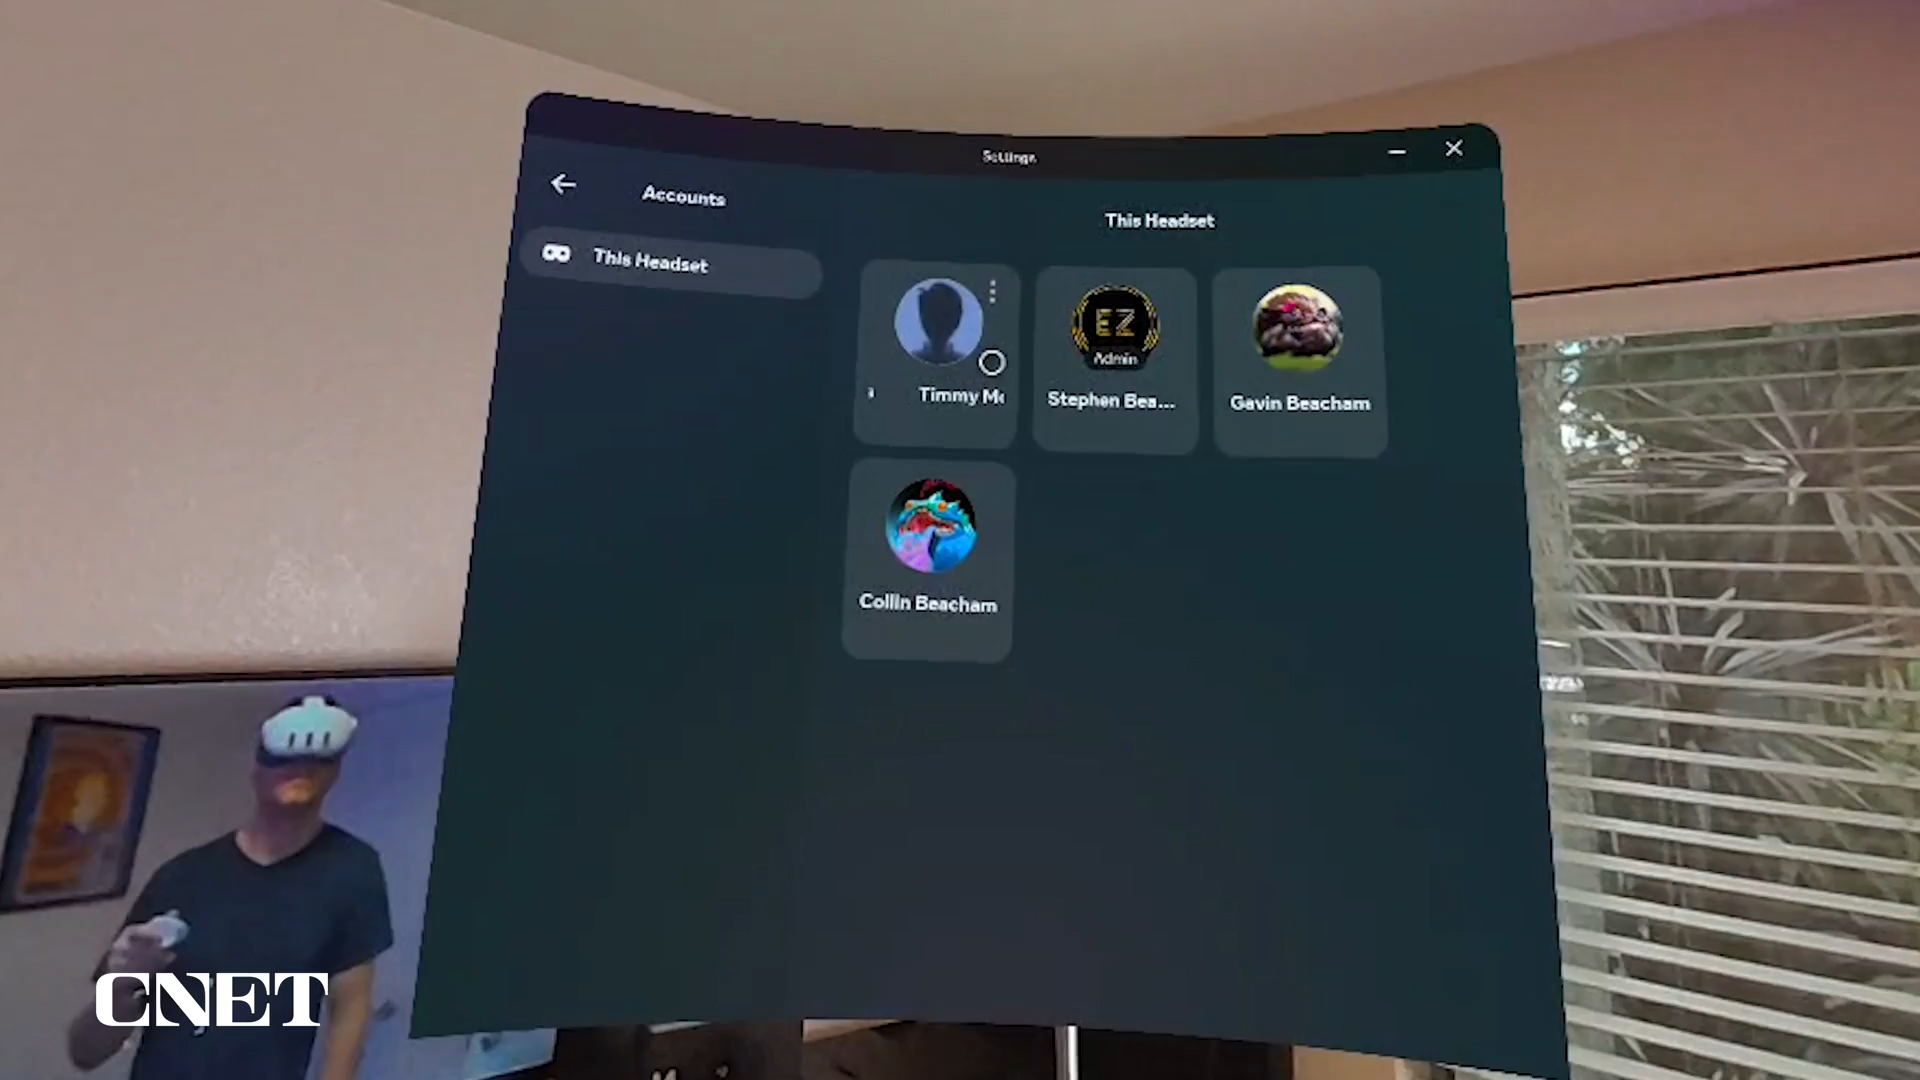 Settings
Accounts
This Headset
This Headset
EZ
Admin
Timmy Mc
Stephen Bea...
Gavin Beacham
Collin Beacham
CNET